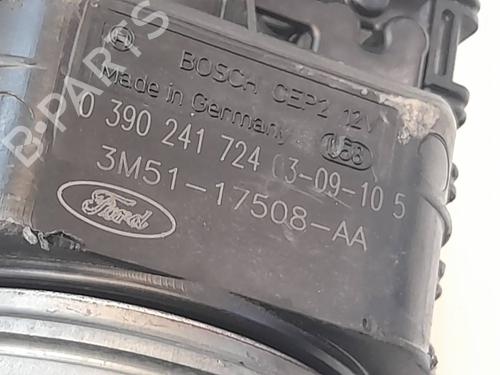 BOSCH CEP2 12V
Made in Germany 058
0 390 241 724 03-09-10 5
3M51-17508-AA
Ford
B-PARTS